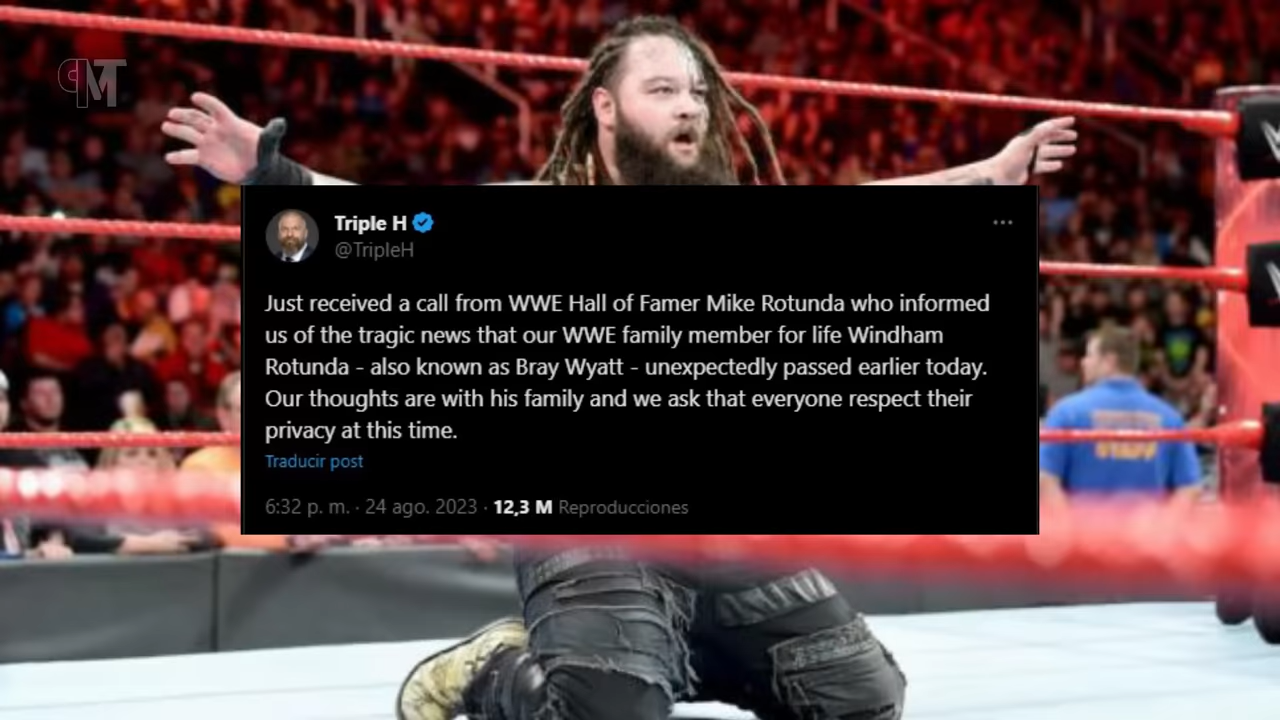 PMT
Triple H
@TripleH
Just received a call from WWE Hall of Famer Mike Rotunda who informed
us of the tragic news that our WWE family member for life Windham
Rotunda - also known as Bray Wyatt - unexpectedly passed earlier today.
Our thoughts are with his family and we ask that everyone respect their
privacy at this time.
Traducir post
6:32 p. m. · 24 ago. 2023 · 12,3 M Reproducciones
STAFF